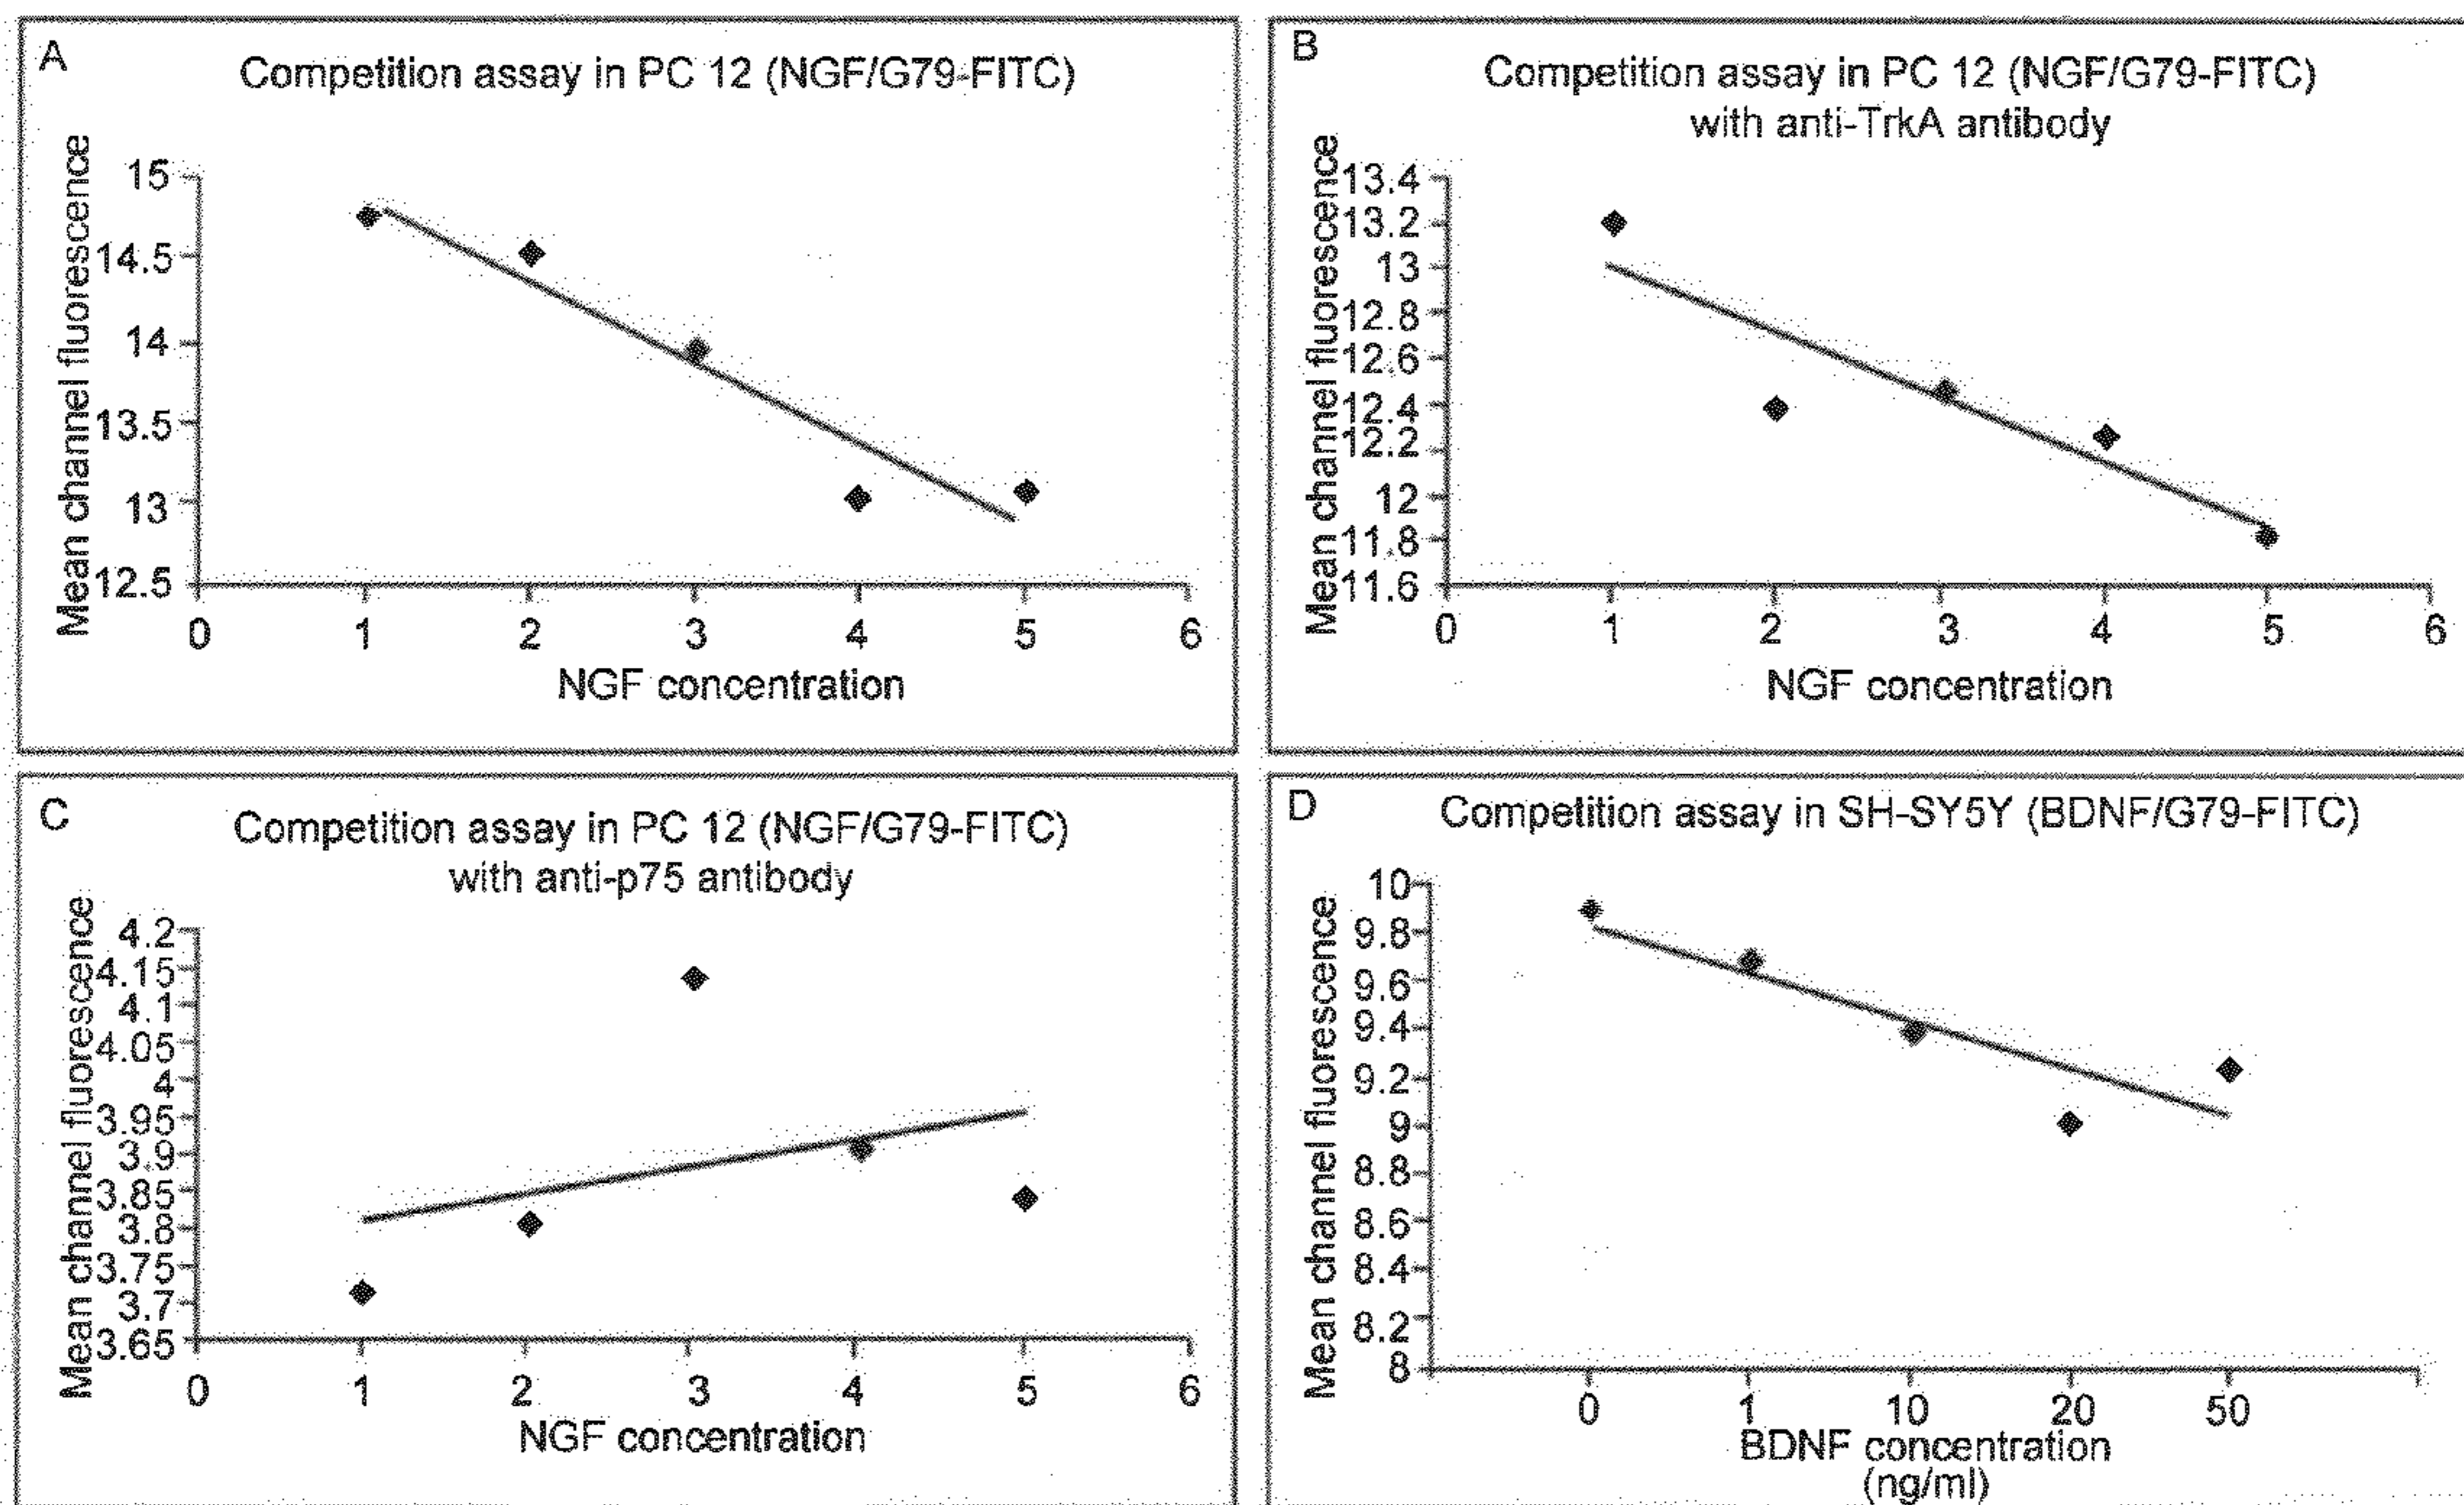 A
Competition assay in PC 12 (NGF/G79-FITC)
Mean channel fluorescence
15
14.5
14
13.5
13
12.5
0 1 2 3 4 5 6
NGF concentration
B
Competition assay in PC 12 (NGF/G79-FITC)
with anti-TrkA antibody
Mean channel fluorescence
13.4
13.2
13
12.8
12.6
12.4
12.2
12
11.8
11.6
0 1 2 3 4 5 6
NGF concentration
C
Competition assay in PC 12 (NGF/G79-FITC)
with anti-p75 antibody
Mean channel fluorescence
4.2
4.15
4.1
4.05
4
3.95
3.9
3.85
3.8
3.75
3.7
3.65
0 1 2 3 4 5 6
NGF concentration
D
Competition assay in SH-SY5Y (BDNF/G79-FITC)
Mean channel fluorescence
10
9.8
9.6
9.4
9.2
9
8.8
8.6
8.4
8.2
8
0 1 10 20 50
BDNF concentration
(ng/ml)